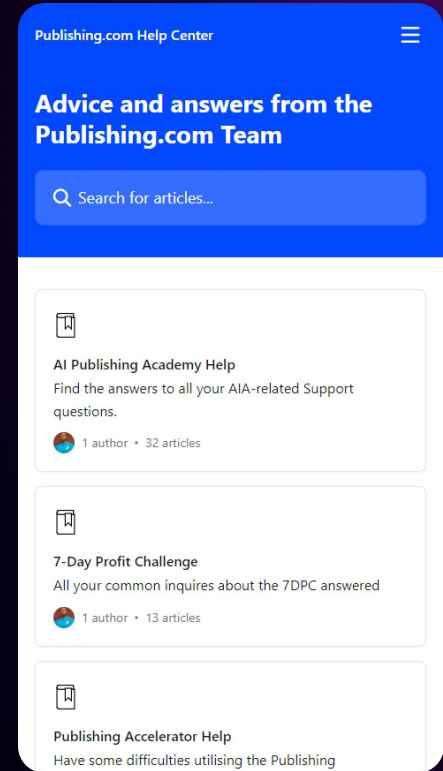 Publishing.com Help Center
Advice and answers from the
Publishing.com Team
Search for articles...
AI Publishing Academy Help
Find the answers to all your AIA-related Support
questions.
1 author • 32 articles
7-Day Profit Challenge
All your common inquires about the 7DPC answered
1 author • 13 articles
Publishing Accelerator Help
Have some difficulties utilising the Publishing